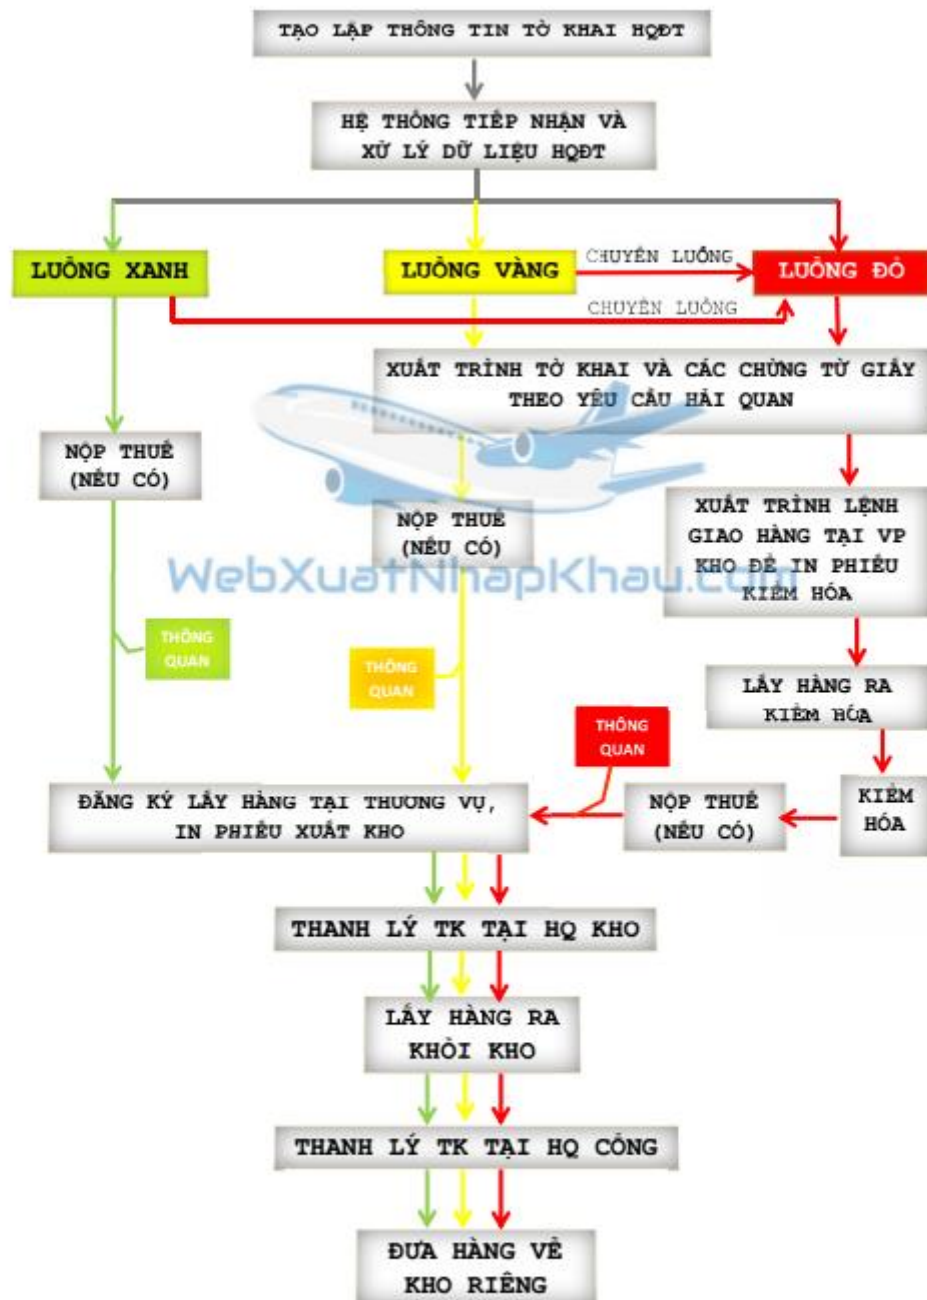 TẠO LẬP THÔNG TIN TỜ KHAI HQĐT
HỆ THỐNG TIẾP NHẬN VÀ
XỬ LÝ DỮ LIỆU HQĐT
LUỒNG XANH
LUỒNG VÀNG
CHUYỂN LUỒNG
LUỒNG ĐỎ
CHUYỂN LUỒNG
XUẤT TRÌNH TỜ KHAI VÀ CÁC CHỨNG TỪ GIẤY
THEO YÊU CẦU HẢI QUAN
NỘP THUẾ
(NẾU CÓ)
NỘP THUẾ
(NẾU CÓ)
XUẤT TRÌNH LỆNH
GIAO HÀNG TẠI VP
KHO ĐỂ IN PHIẾU
KIỂM HÓA
WebXuatNhapKhau.com
THÔNG
QUAN
THÔNG
QUAN
LẤY HÀNG RA
KIỂM HÓA
THÔNG
QUAN
ĐĂNG KÝ LẤY HÀNG TẠI THƯƠNG VỤ,
IN PHIẾU XUẤT KHO
NỘP THUẾ
(NẾU CÓ)
KIỂM
HÓA
THANH LÝ TK TẠI HQ KHO
LẤY HÀNG RA
KHỎI KHO
THANH LÝ TK TẠI HQ CỔNG
ĐƯA HÀNG VỀ
KHO RIÊNG